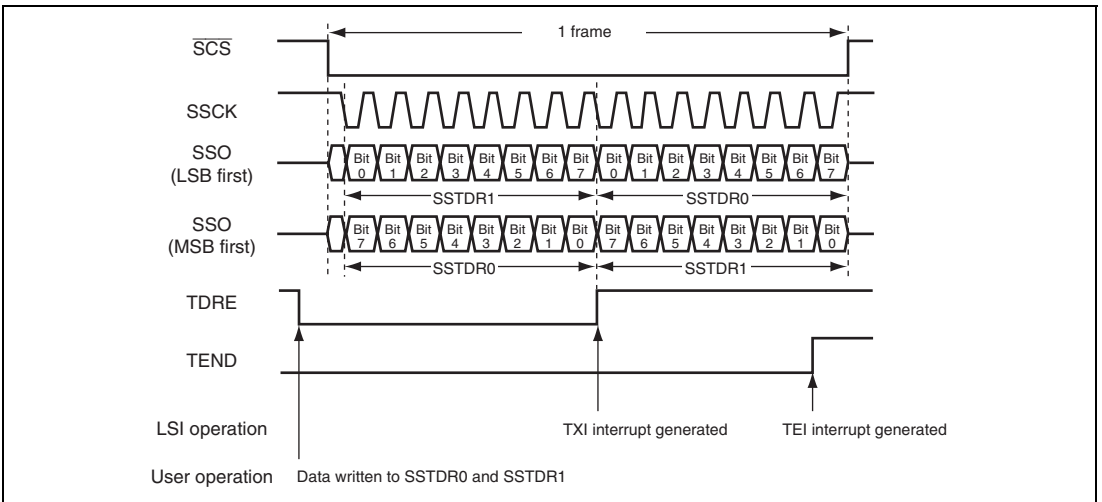 1 frame
SCS
SSCK
SSO
(LSB first)
Bit 0 Bit 1 Bit 2 Bit 3 Bit 4 Bit 5 Bit 6 Bit 7 Bit 0 Bit 1 Bit 2 Bit 3 Bit 4 Bit 5 Bit 6 Bit 7
SSTDR1 SSTDR0
SSO
(MSB first)
Bit 7 Bit 6 Bit 5 Bit 4 Bit 3 Bit 2 Bit 1 Bit 0 Bit 7 Bit 6 Bit 5 Bit 4 Bit 3 Bit 2 Bit 1 Bit 0
SSTDR0 SSTDR1
TDRE
TEND
LSI operation TXI interrupt generated TEI interrupt generated
User operation Data written to SSTDR0 and SSTDR1